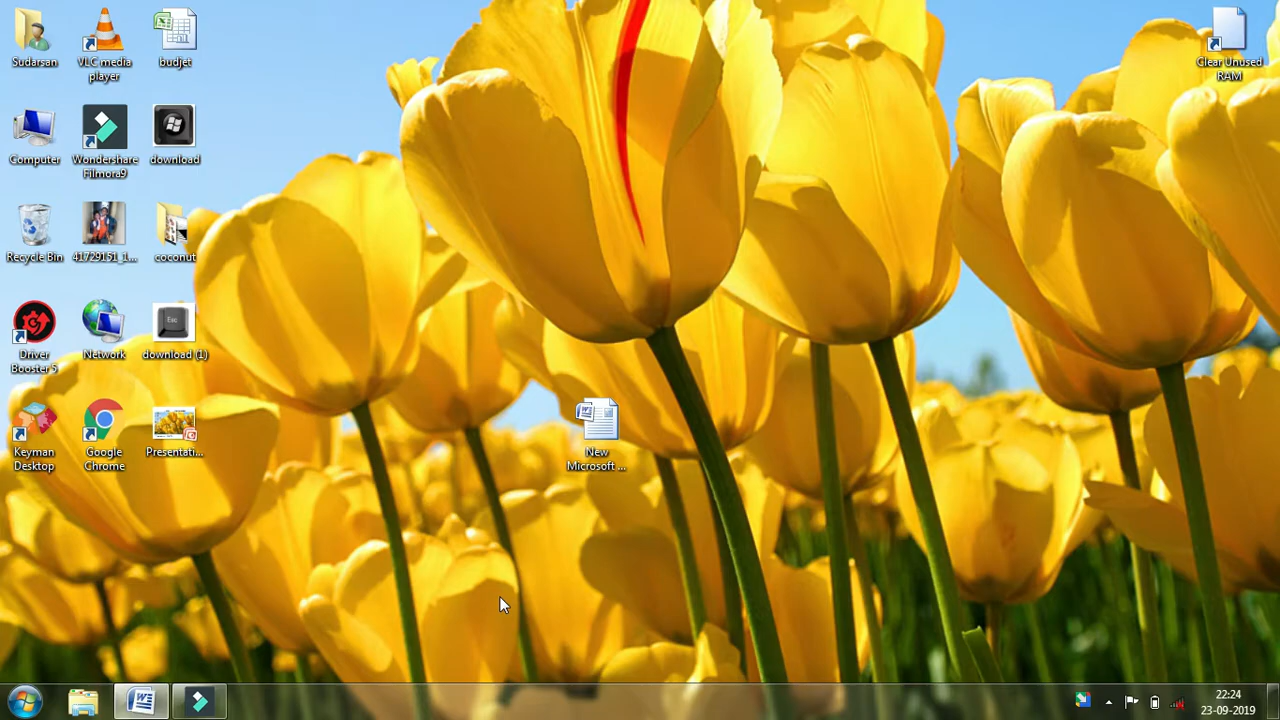 Sudarsan
VLC media
player
budjet
Clear Unused
RAM
Computer
Wondershare
Filmora9
download
Recycle Bin
41729151_1...
coconut
Driver
Booster 5
Network
Esc
download (1)
Keyman
Desktop
Google
Chrome
Presentati...
New
Microsoft ...
22:24
23-09-2019